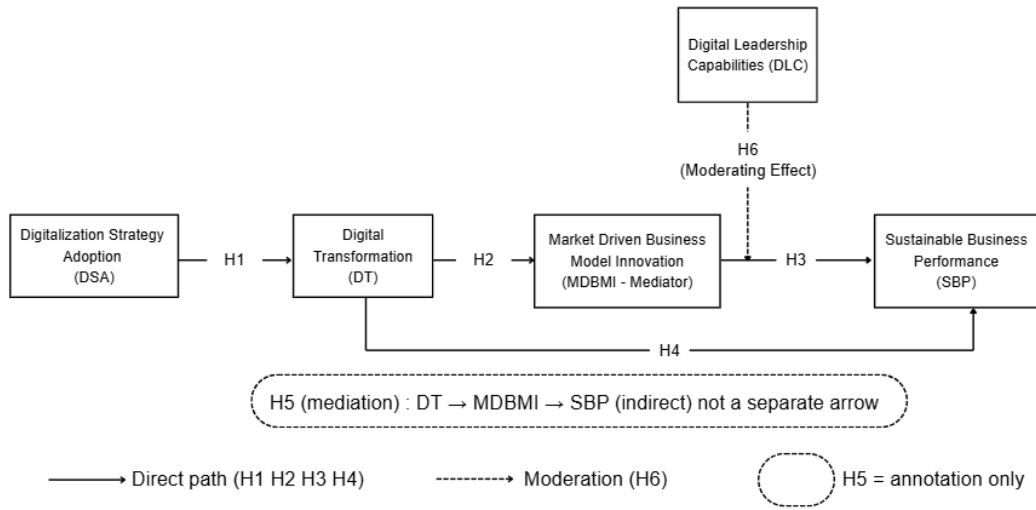 Digital Leadership
Capabilities (DLC)
H6
(Moderating Effect)
Digitalization Strategy
Adoption
(DSA)
H1
Digital
Transformation
(DT)
H2
Market Driven Business
Model Innovation
(MDBMI - Mediator)
H3
Sustainable Business
Performance
(SBP)
H4
H5 (mediation) : DT → MDBMI → SBP (indirect) not a separate arrow
Direct path (H1 H2 H3 H4)
Moderation (H6)
H5 = annotation only